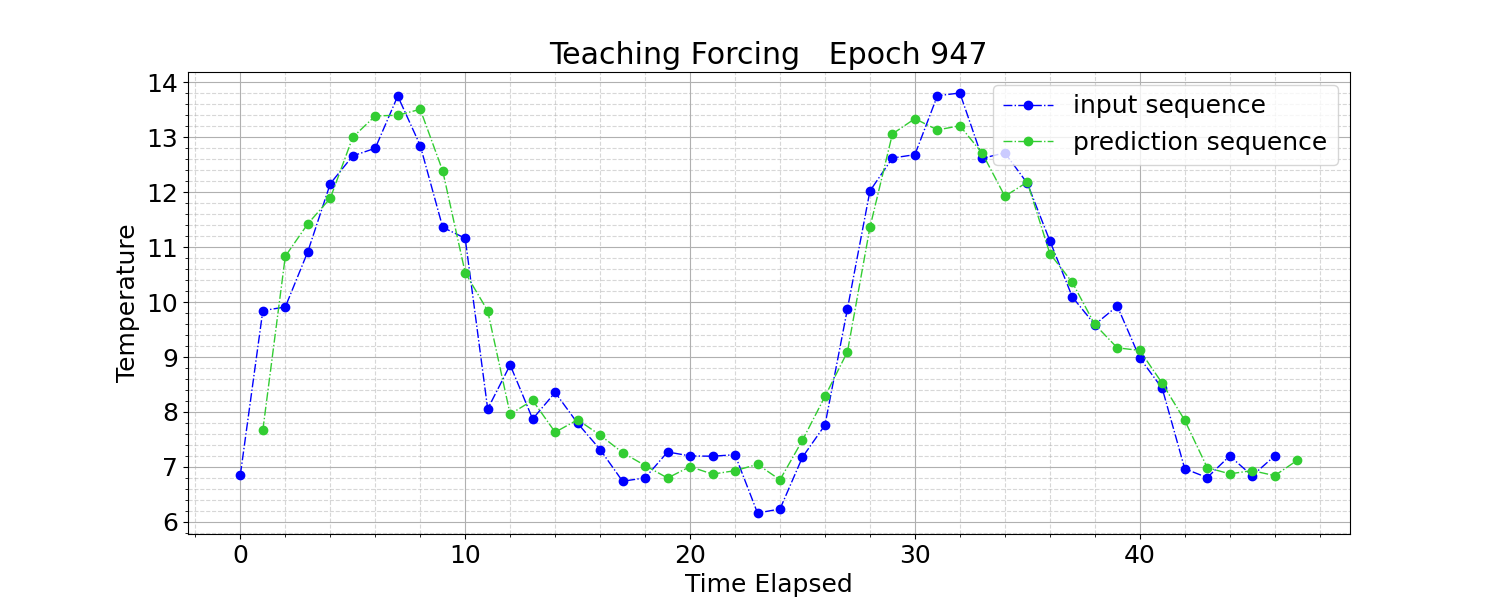 Teaching Forcing   Epoch 947
14
13
12
11
10
9
8
7
6
Temperature
input sequence
prediction sequence
0 10 20 30 40
Time Elapsed